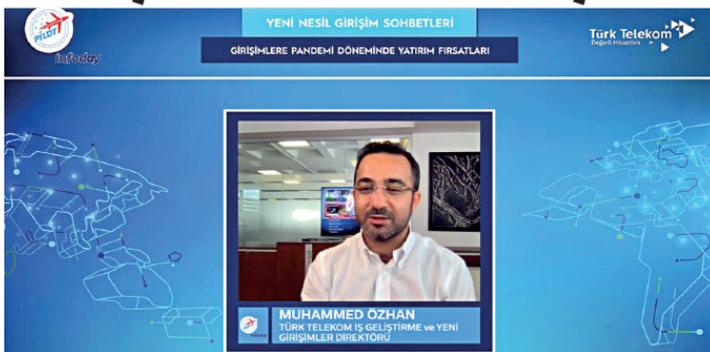 YENİ NESİL GİRİŞİM SOHBETLERİ
GİRİŞİMLERE PANDEMİ DÖNEMİNDE YATIRIM FIRSATLARI
PİLOT
infoday
Türk Telekom
Değerli Hissettirir
MUHAMMED ÖZHAN
TÜRK TELEKOM İŞ GELİŞTİRME ve YENİ
GİRİŞİMLER DİREKTÖRÜ